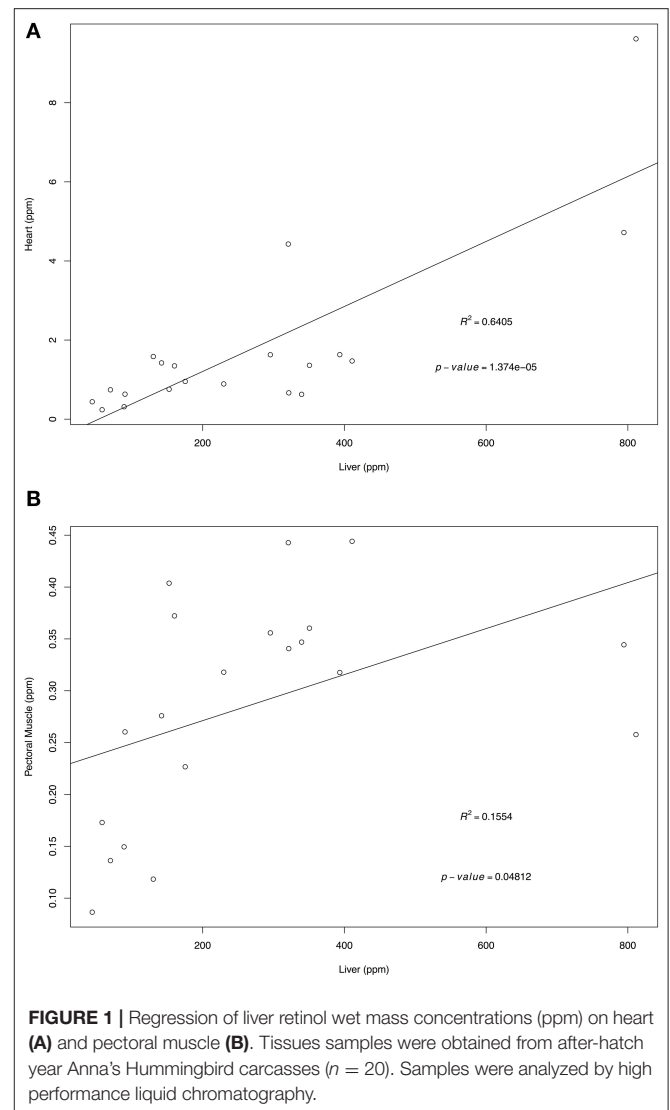 A
8
6
Heart (ppm)
4
2
0
R² = 0.6405
p − value = 1.374e−05
200 400 600 800
Liver (ppm)
B
0.45
0.40
0.35
0.30
Pectoral Muscle (ppm)
0.25
0.20
0.15
0.10
R² = 0.1554
p − value = 0.04812
200 400 600 800
Liver (ppm)
FIGURE 1 | Regression of liver retinol wet mass concentrations (ppm) on heart
(A) and pectoral muscle (B). Tissues samples were obtained from after-hatch
year Anna's Hummingbird carcasses (n = 20). Samples were analyzed by high
performance liquid chromatography.